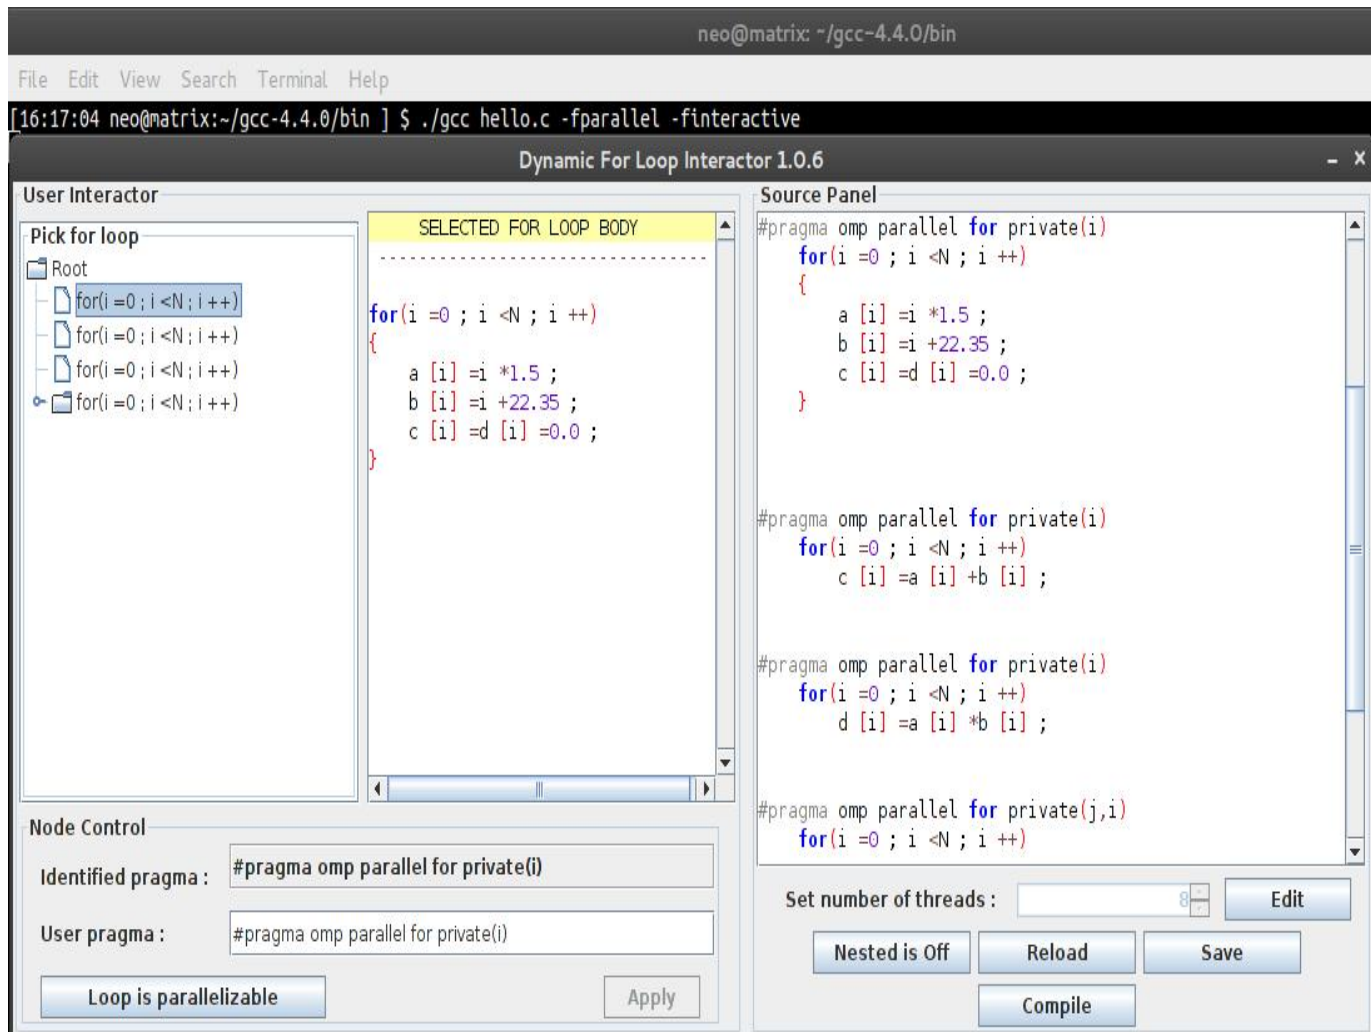 neo@matrix: ~/gcc-4.4.0/bin
File Edit View Search Terminal Help
[16:17:04 neo@matrix:~/gcc-4.4.0/bin ] $ ./gcc hello.c -fparallel -finteractive
Dynamic For Loop Interactor 1.0.6
User Interactor
Pick for loop
Root
for(i =0 ; i <N ; i ++)
for(i =0 ; i <N ; i ++)
for(i =0 ; i <N ; i ++)
for(i =0 ; i <N ; i ++)
SELECTED FOR LOOP BODY
--------------------------------
for(i =0 ; i <N ; i ++)
{
a [i] =i *1.5 ;
b [i] =i +22.35 ;
c [i] =d [i] =0.0 ;
}
Node Control
Identified pragma :
#pragma omp parallel for private(i)
User pragma :
#pragma omp parallel for private(i)
Loop is parallelizable
Apply
Source Panel
#pragma omp parallel for private(i)
for(i =0 ; i <N ; i ++)
{
a [i] =i *1.5 ;
b [i] =i +22.35 ;
c [i] =d [i] =0.0 ;
}
#pragma omp parallel for private(i)
for(i =0 ; i <N ; i ++)
c [i] =a [i] +b [i] ;
#pragma omp parallel for private(i)
for(i =0 ; i <N ; i ++)
d [i] =a [i] *b [i] ;
#pragma omp parallel for private(j,i)
for(i =0 ; i <N ; i ++)
Set number of threads :
8
Edit
Nested is Off
Reload
Save
Compile